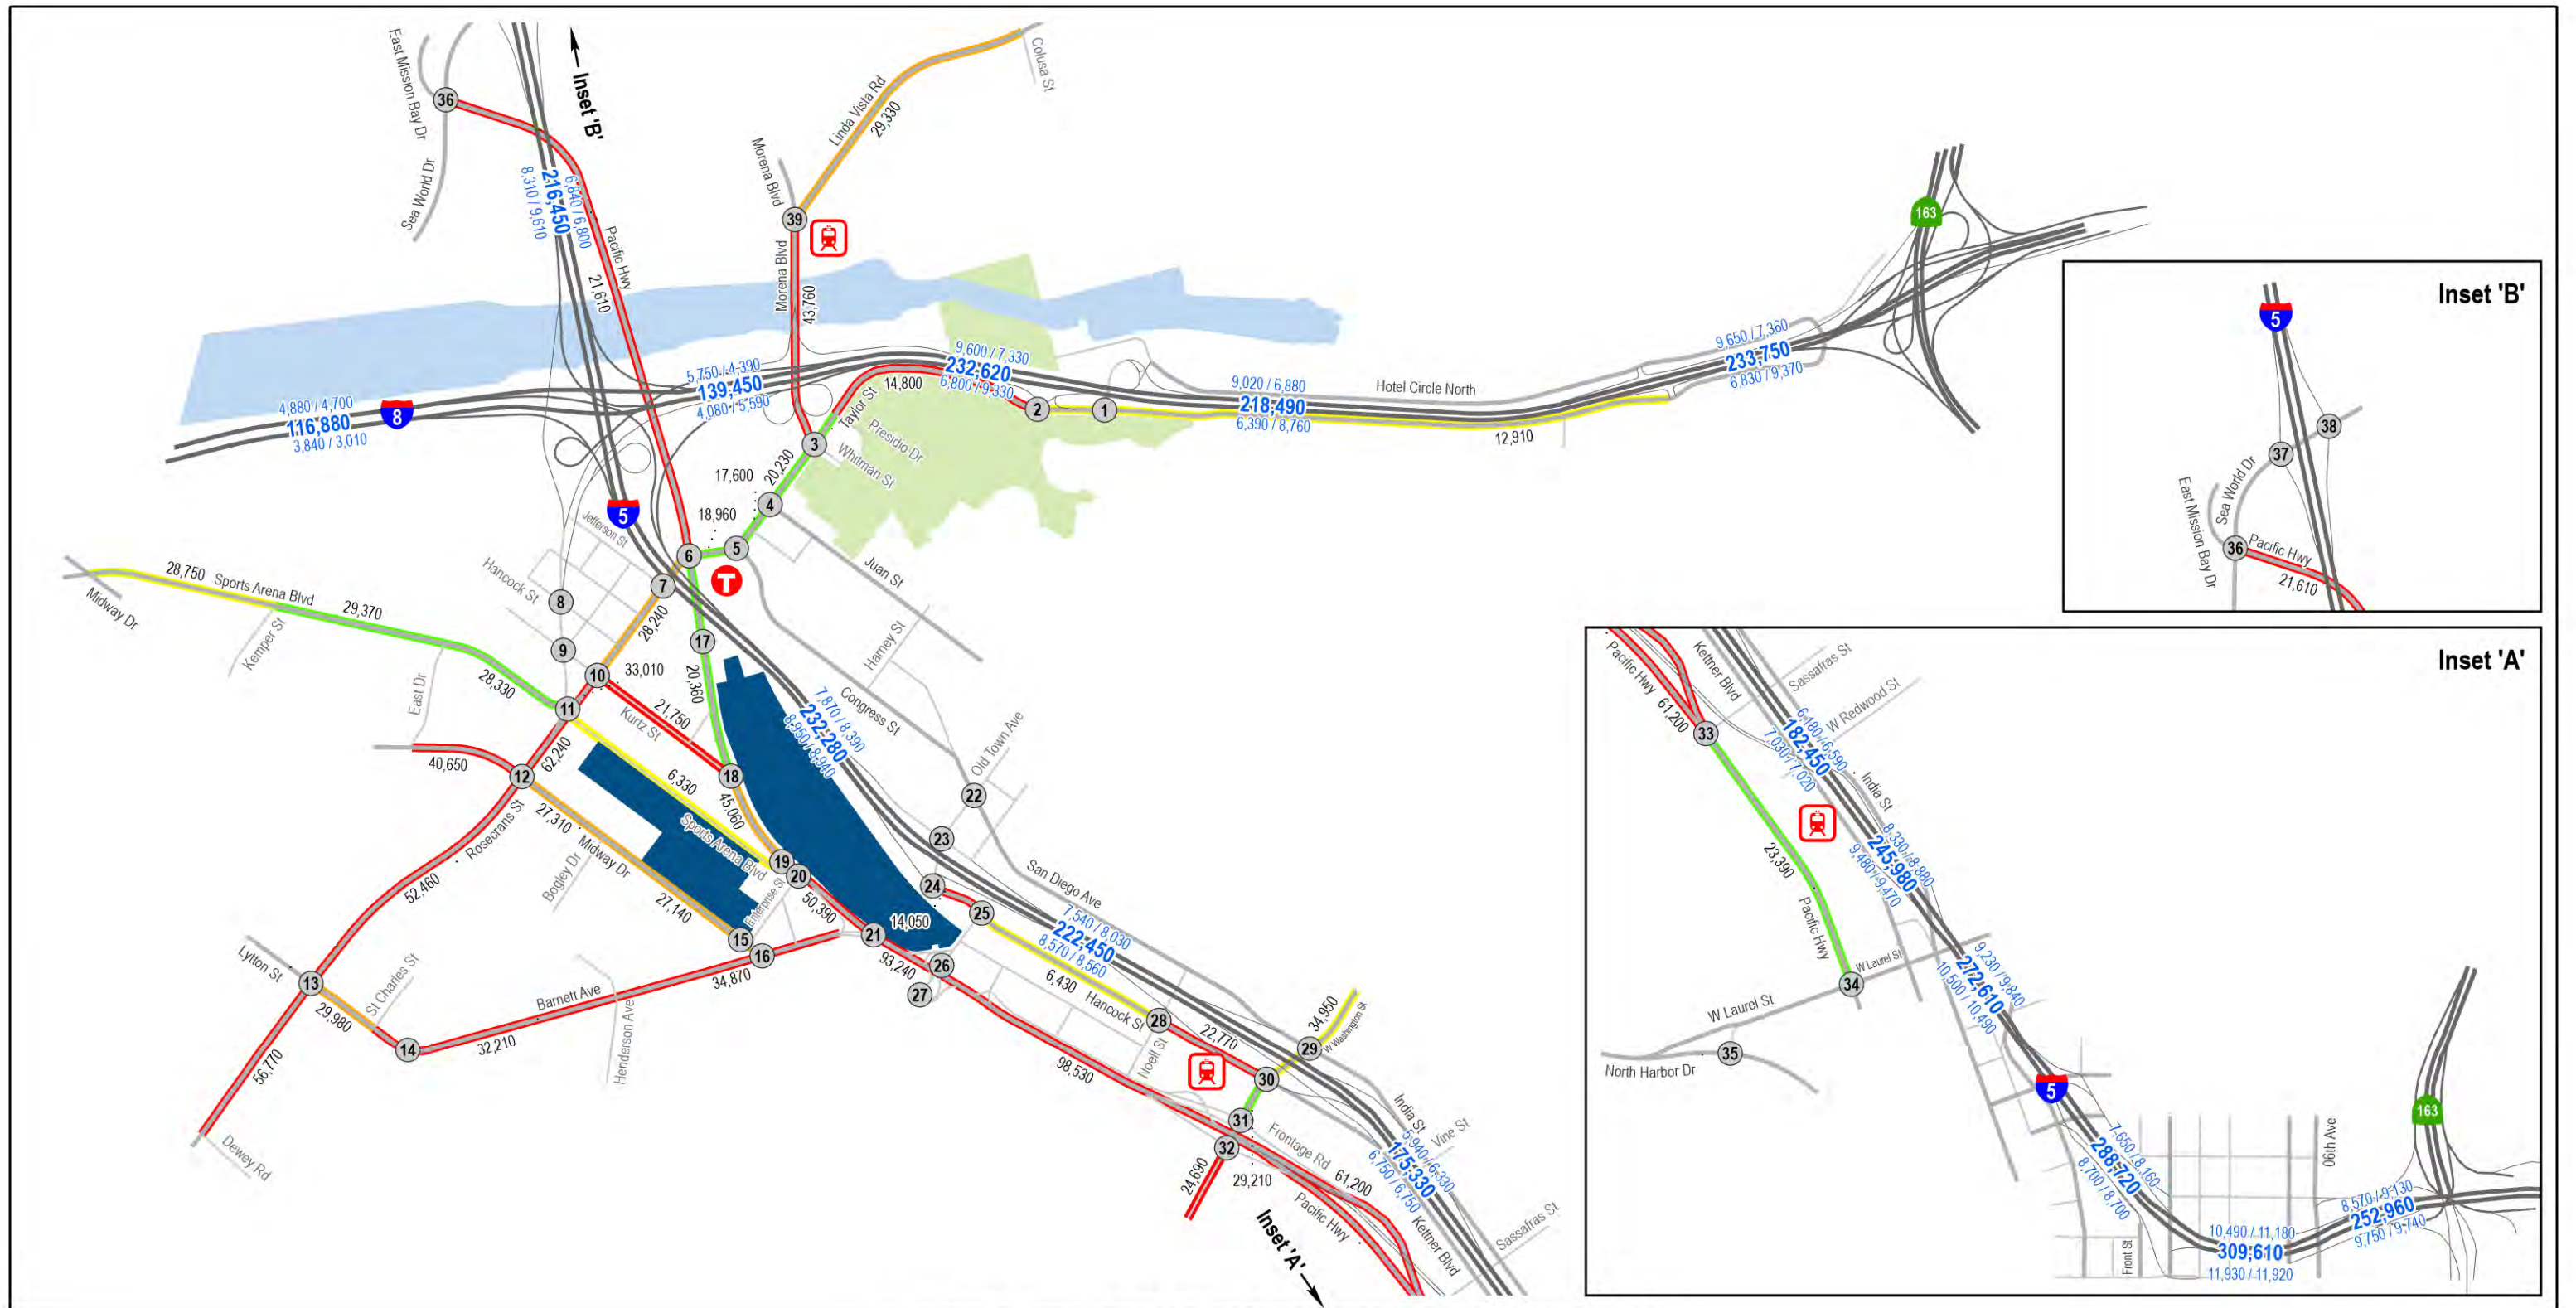 East Mission Bay Dr
36
Inset 'B'
Sea World Dr
6,840 / 6,800
216,450
8,310 / 9,610
Pacific Hwy
21,610
Colusa St
Linda Vista Rd
29,330
Morena Blvd
39
Morena Blvd
43,760
163
4,880 / 4,700
116,880
3,840 / 3,010
8
5,750 / 4,390
139,450
4,080 / 5,590
9,600 / 7,330
232,620
6,800 / 9,330
14,800
Taylor St
Presidio Dr
Whitman St
2
1
3
9,020 / 6,880
218,490
6,390 / 8,760
Hotel Circle North
12,910
9,650 / 7,360
233,750
6,830 / 9,370
20,230
17,600
4
18,960
5
6
5
Jefferson St
7
T
Juan St
Hancock St
8
9
28,240
10
33,010
17
20,360
Harney St
Congress St
Old Town Ave
28,750
Sports Arena Blvd
29,370
Midway Dr
Kemper St
28,330
East Dr
11
Kurtz St
21,750
18
45,060
40,650
12
62,240
6,330
Sports Arena Blvd
7,870 / 8,390
232,280
8,950 / 8,940
22
23
24
25
19
20
Enterprise St
50,390
14,050
21
27,310
Midway Dr
Bogley Dr
27,140
Rosecrans St
52,460
15
16
34,870
Lytton St
13
29,980
St Charles St
14
32,210
Barnett Ave
Henderson Ave
56,770
Dewey Rd
93,240
26
27
San Diego Ave
7,540 / 8,030
222,450
8,570 / 8,560
6,430
Hancock St
28
Noell St
22,770
34,950
29
W Washington St
30
98,530
31
32
24,690
29,210
Frontage Rd
61,200
Pacific Hwy
India St
5,940 / 6,330
175,330
6,750 / 6,750
Vine St
Kettner Blvd
Sassafras St
Inset 'A'
Inset 'B'
5
38
37
Sea World Dr
East Mission Bay Dr
36
Pacific Hwy
21,610
Inset 'A'
Pacific Hwy
61,200
Kettner Blvd
Sassafras St
W Redwood St
33
6,180 / 6,590
182,450
7,030 / 7,020
India St
8,330 / 8,880
245,980
9,480 / 9,470
23,390
Pacific Hwy
W Laurel St
34
W Laurel St
35
North Harbor Dr
9,230 / 9,840
272,610
10,500 / 10,490
5
7,650 / 8,160
288,720
8,700 / 8,700
06th Ave
163
Front St
10,490 / 11,180
309,610
11,930 / 11,920
8,570 / 9,130
252,960
9,750 / 9,740